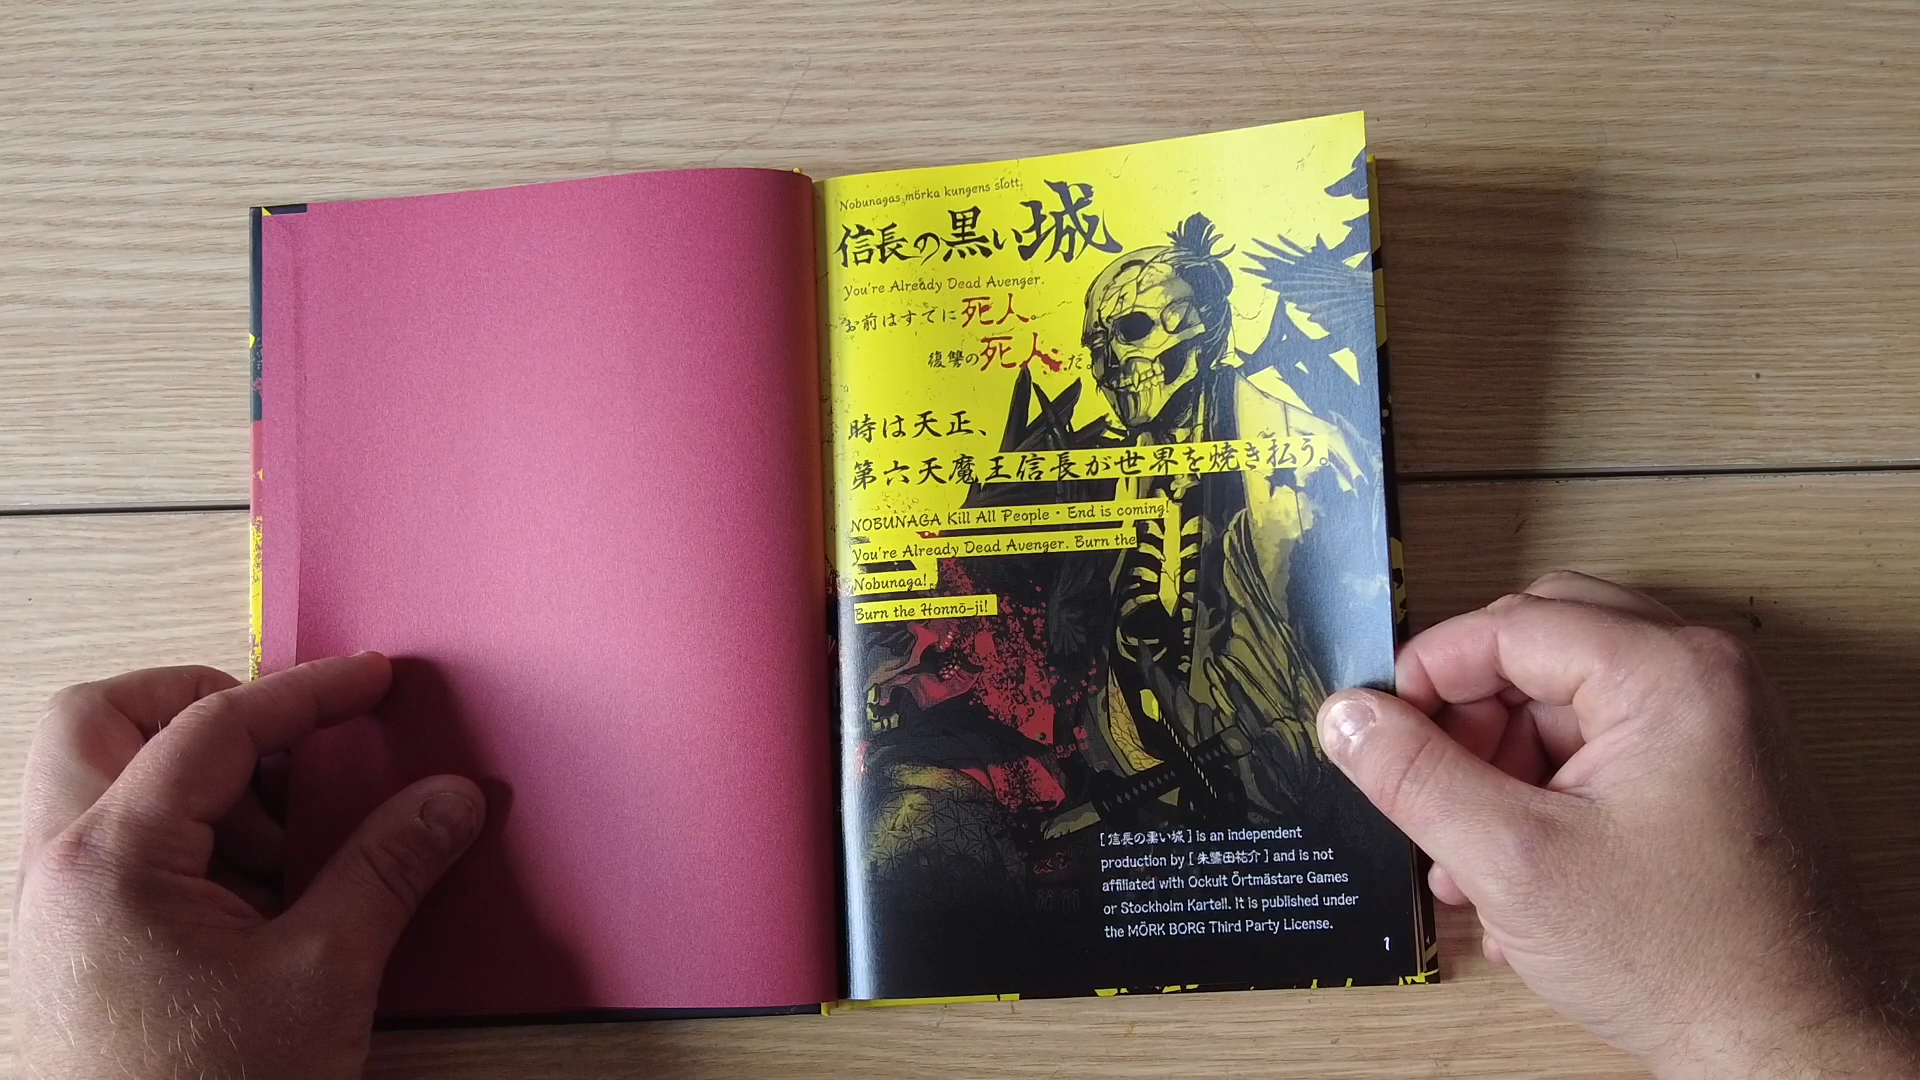 Nobunagas mörka kungens slott.
信長の黒い城
You're Already Dead Avenger.
お前はすでに死人。
復讐の死人だ。
時は天正、
第六天魔王信長が世界を焼き払う。
NOBUNAGA Kill All People・End is coming!
You're Already Dead Avenger. Burn the
Nobunaga!
Burn the Honnō-ji!
[ 信長の黒い城 ] is an independent
production by [ 朱鷺田祐介 ] and is not
affiliated with Ockult Örtmästare Games
or Stockholm Kartell. It is published under
the MÖRK BORG Third Party License.
1